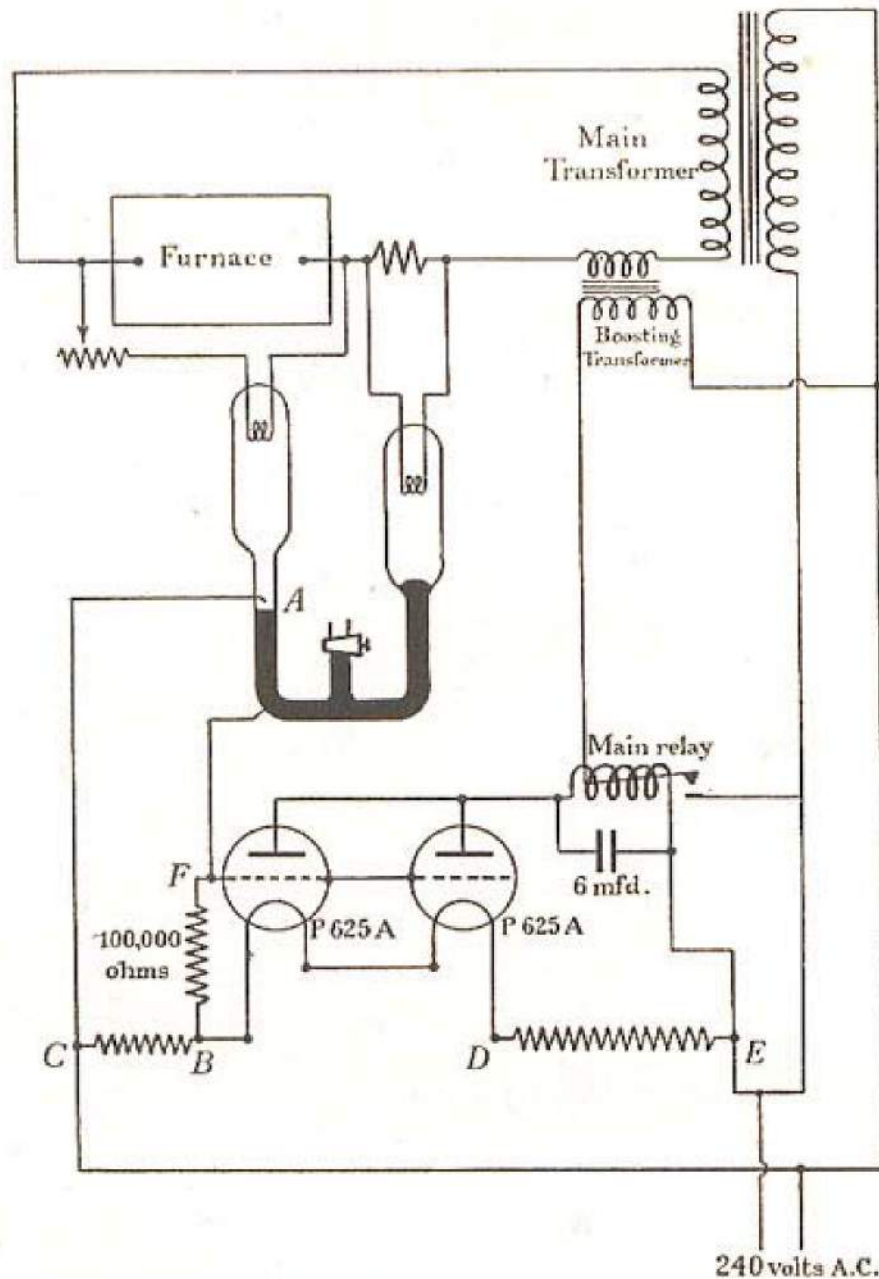 Main
Transformer
Furnace
Boosting
Transformer
A
Main relay
6 mfd.
F
P 625 A
P 625 A
100,000
ohms
C
B
D
E
240 volts A.C.